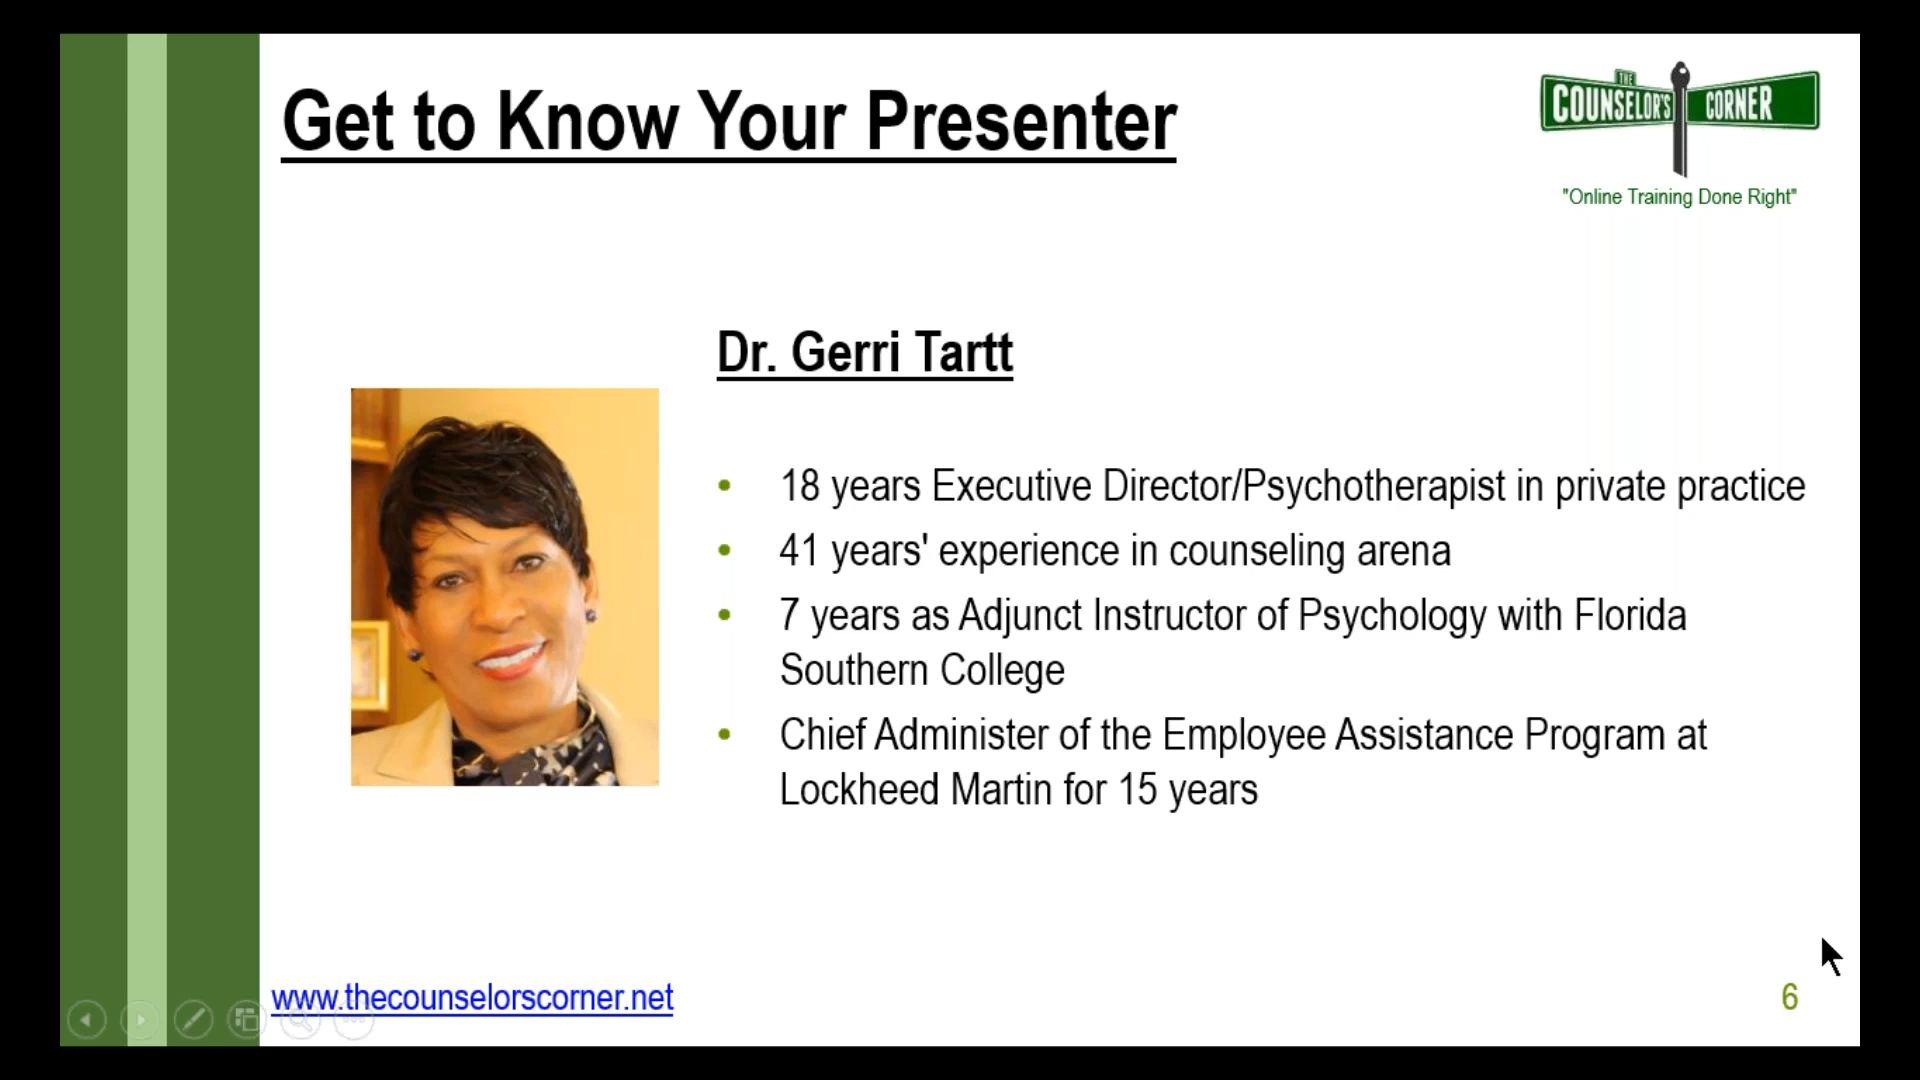 Get to Know Your Presenter
THE
COUNSELOR'S CORNER
"Online Training Done Right"
Dr. Gerri Tartt
• 18 years Executive Director/Psychotherapist in private practice
• 41 years' experience in counseling arena
• 7 years as Adjunct Instructor of Psychology with Florida
Southern College
• Chief Administer of the Employee Assistance Program at
Lockheed Martin for 15 years
www.thecounselorscorner.net
6